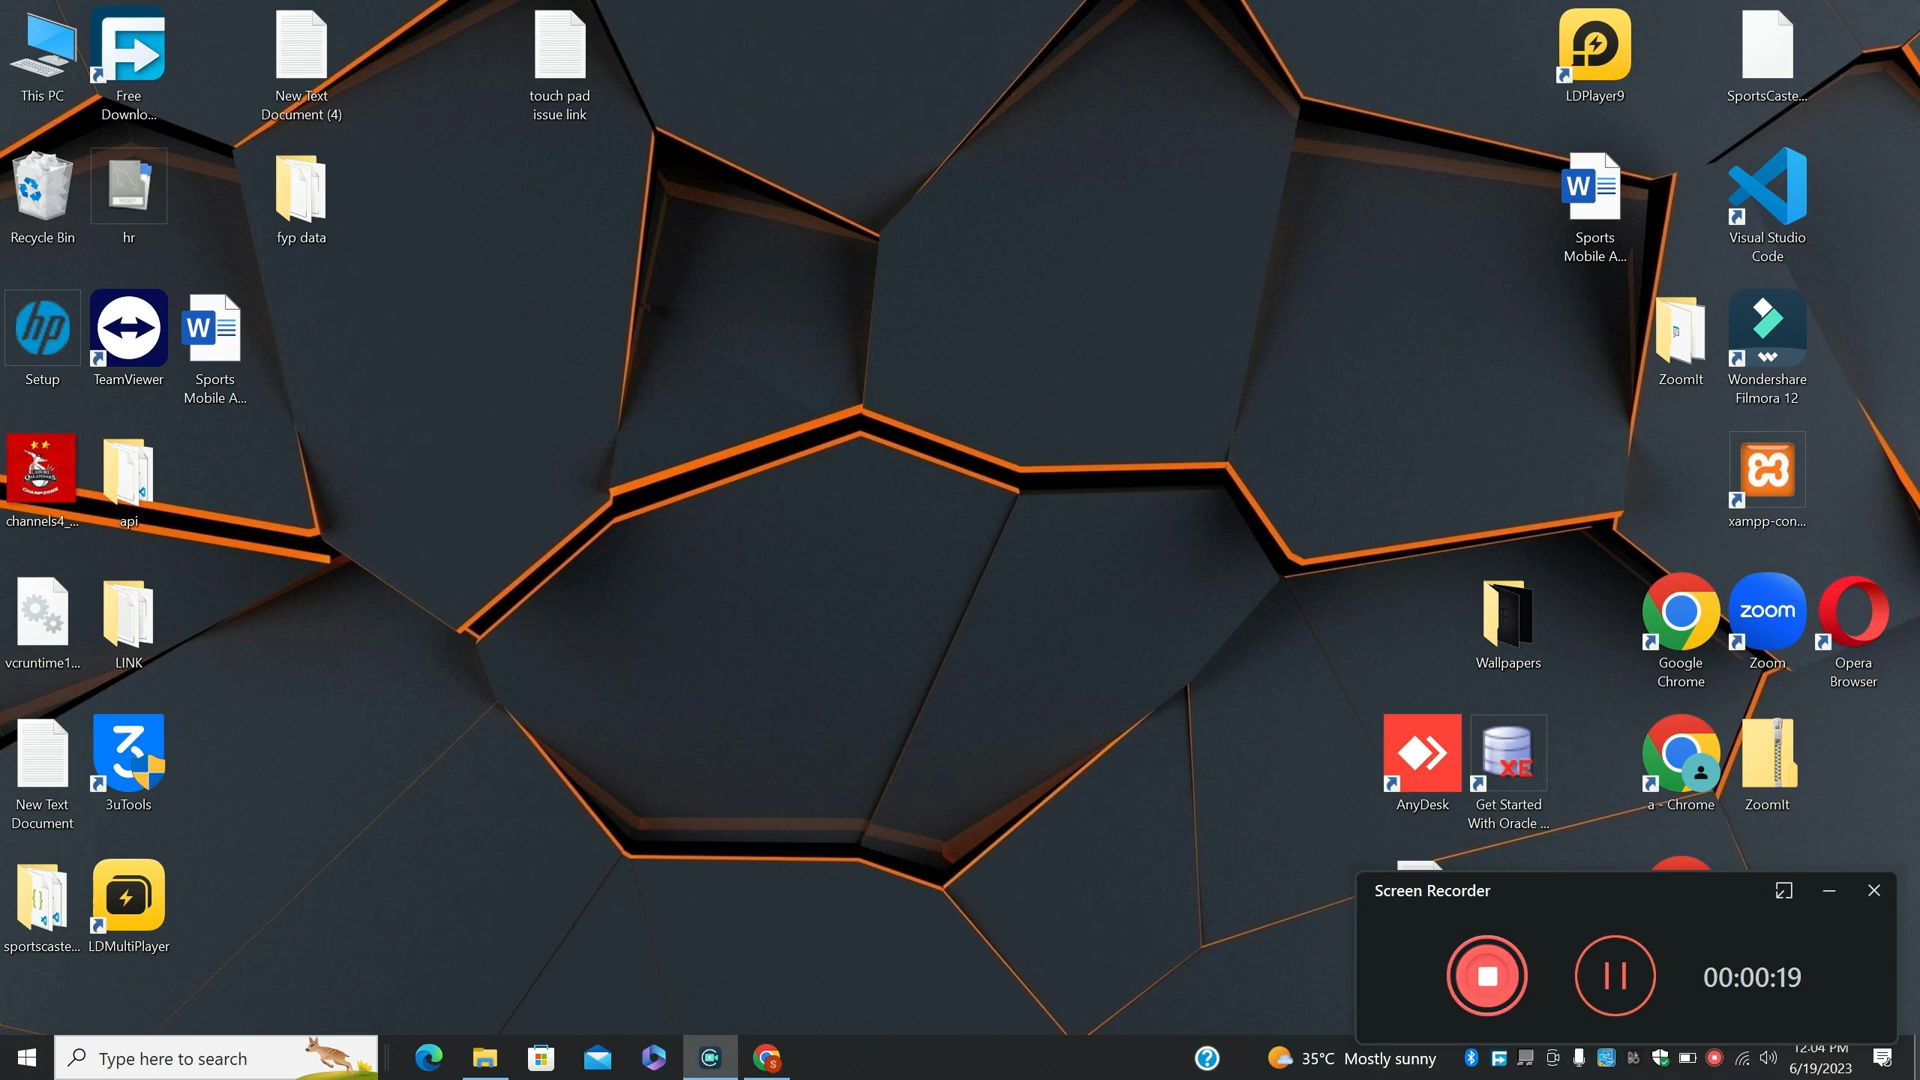 This PC
Free
Downlo...
New Text
Document (4)
touch pad
issue link
LDPlayer9
SportsCaste...
Recycle Bin
hr
fyp data
Sports
Mobile A...
Visual Studio
Code
Setup
TeamViewer
Sports
Mobile A...
ZoomIt
Wondershare
Filmora 12
channels4_...
api
xampp-con...
vcruntime1...
LINK
Wallpapers
Google
Chrome
zoom
Zoom
Opera
Browser
New Text
Document
3uTools
AnyDesk
XE
Get Started
With Oracle ...
a - Chrome
ZoomIt
sportscaste...
LDMultiPlayer
Screen Recorder
00:00:19
Type here to search
35°C Mostly sunny
12:04 PM
6/19/2023